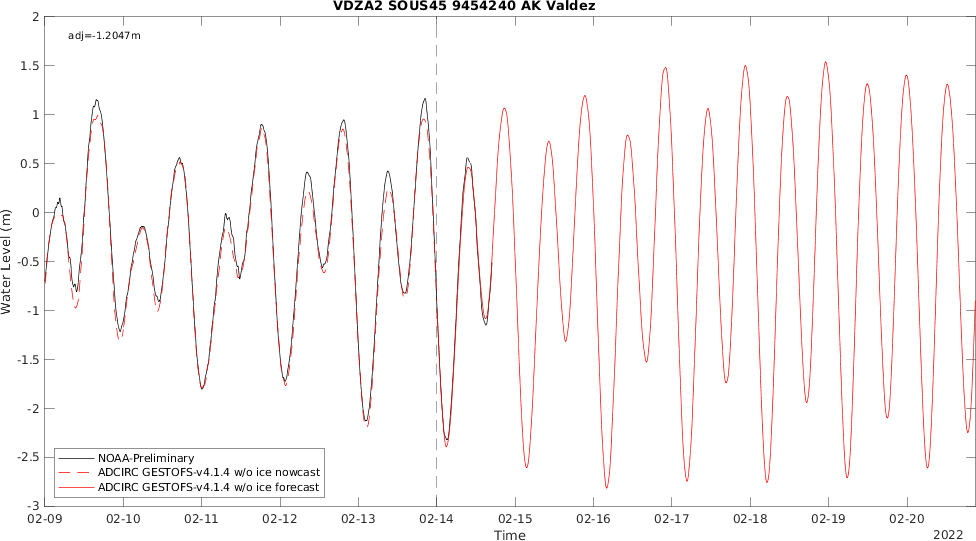 VDZA2 SOUS45 9454240 AK Valdez
adj=-1.2047m
Water Level (m)
2
1.5
1
0.5
0
-0.5
-1
-1.5
-2
-2.5
-3
NOAA-Preliminary
ADCIRC GESTOFS-v4.1.4 w/o ice nowcast
ADCIRC GESTOFS-v4.1.4 w/o ice forecast
02-09 02-10 02-11 02-12 02-13 02-14 02-15 02-16 02-17 02-18 02-19 02-20
Time
2022